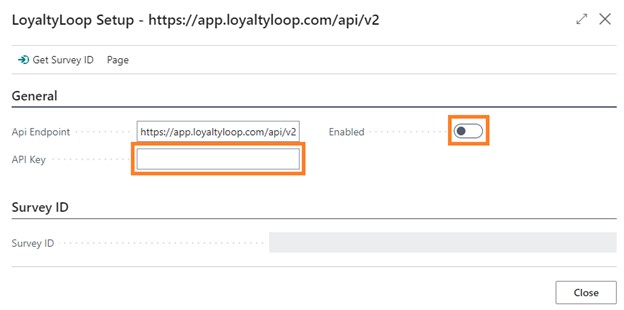 LoyaltyLoop Setup - https://app.loyaltyloop.com/api/v2
Get Survey ID Page
General
Api Endpoint https://app.loyaltyloop.com/api/v2 Enabled
API Key
Survey ID
Survey ID
Close